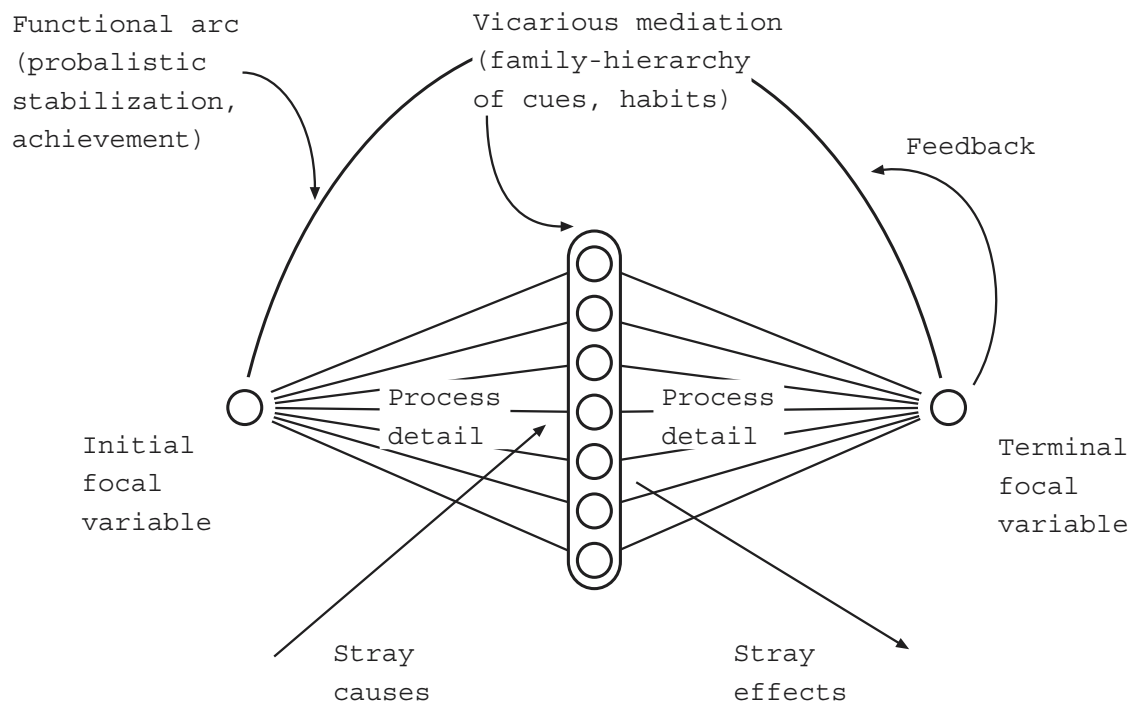 Functional arc
(probalistic
stabilization,
achievement)
Vicarious mediation
(family-hierarchy
of cues, habits)
Feedback
Process
detail
Process
detail
Initial
focal
variable
Terminal
focal
variable
Stray
causes
Stray
effects